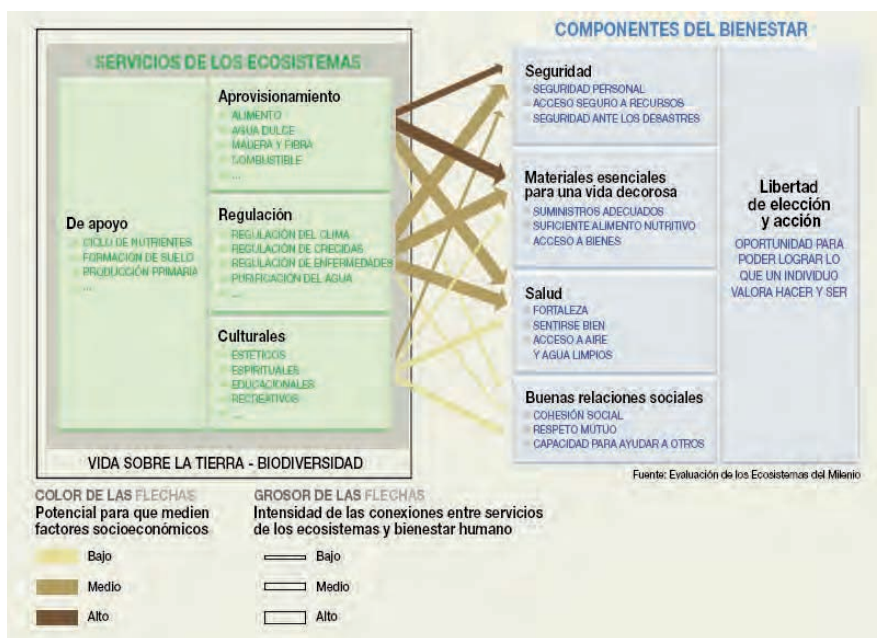 COMPONENTES DEL BIENESTAR
SERVICIOS DE LOS ECOSISTEMAS
De apoyo
CICLO DE NUTRIENTES
FORMACIÓN DE SUELO
PRODUCCIÓN PRIMARIA
...
Aprovisionamiento
ALIMENTO
AGUA DULCE
MADERA Y FIBRA
COMBUSTIBLE
...
Regulación
REGULACIÓN DEL CLIMA
REGULACIÓN DE CRECIDAS
REGULACIÓN DE ENFERMEDADES
PURIFICACIÓN DEL AGUA
...
Culturales
ESTÉTICOS
ESPIRITUALES
EDUCACIONALES
RECREATIVOS
...
VIDA SOBRE LA TIERRA - BIODIVERSIDAD
Seguridad
SEGURIDAD PERSONAL
ACCESO SEGURO A RECURSOS
SEGURIDAD ANTE LOS DESASTRES
Materiales esenciales
para una vida decorosa
SUMINISTROS ADECUADOS
SUFICIENTE ALIMENTO NUTRITIVO
ACCESO A BIENES
Salud
FORTALEZA
SENTIRSE BIEN
ACCESO A AIRE
Y AGUA LIMPIOS
Buenas relaciones sociales
COHESIÓN SOCIAL
RESPETO MUTUO
CAPACIDAD PARA AYUDAR A OTROS
Libertad
de elección
y acción
OPORTUNIDAD PARA
PODER LOGRAR LO
QUE UN INDIVIDUO
VALORA HACER Y SER
Fuente: Evaluación de los Ecosistemas del Milenio
COLOR DE LAS FLECHAS
Potencial para que medien
factores socioeconómicos
Bajo
Medio
Alto
GROSOR DE LAS FLECHAS
Intensidad de las conexiones entre servicios
de los ecosistemas y bienestar humano
Bajo
Medio
Alto